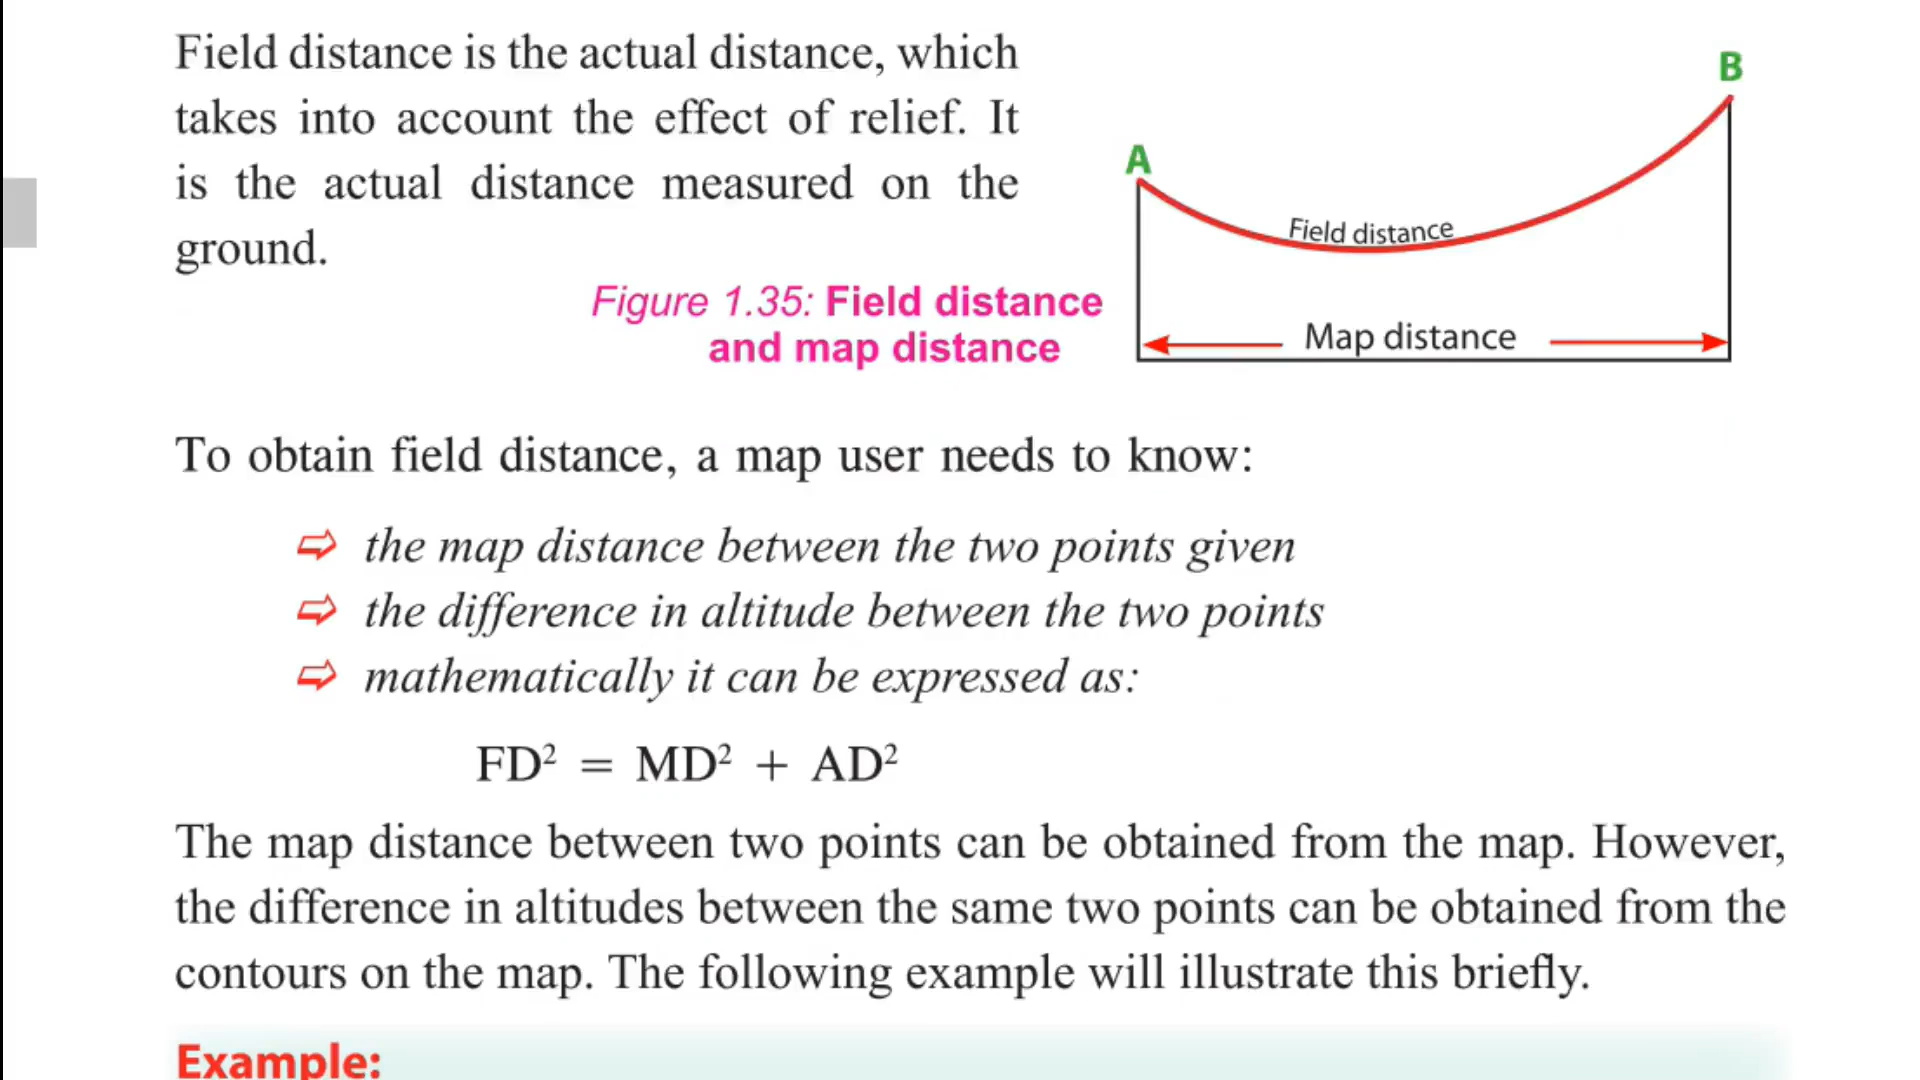 Field distance is the actual distance, which
takes into account the effect of relief. It
is the actual distance measured on the
ground.
Figure 1.35: Field distance
and map distance
A
B
Field distance
Map distance
To obtain field distance, a map user needs to know:
➩ the map distance between the two points given
➩ the difference in altitude between the two points
➩ mathematically it can be expressed as:
FD² = MD² + AD²
The map distance between two points can be obtained from the map. However,
the difference in altitudes between the same two points can be obtained from the
contours on the map. The following example will illustrate this briefly.
Example: